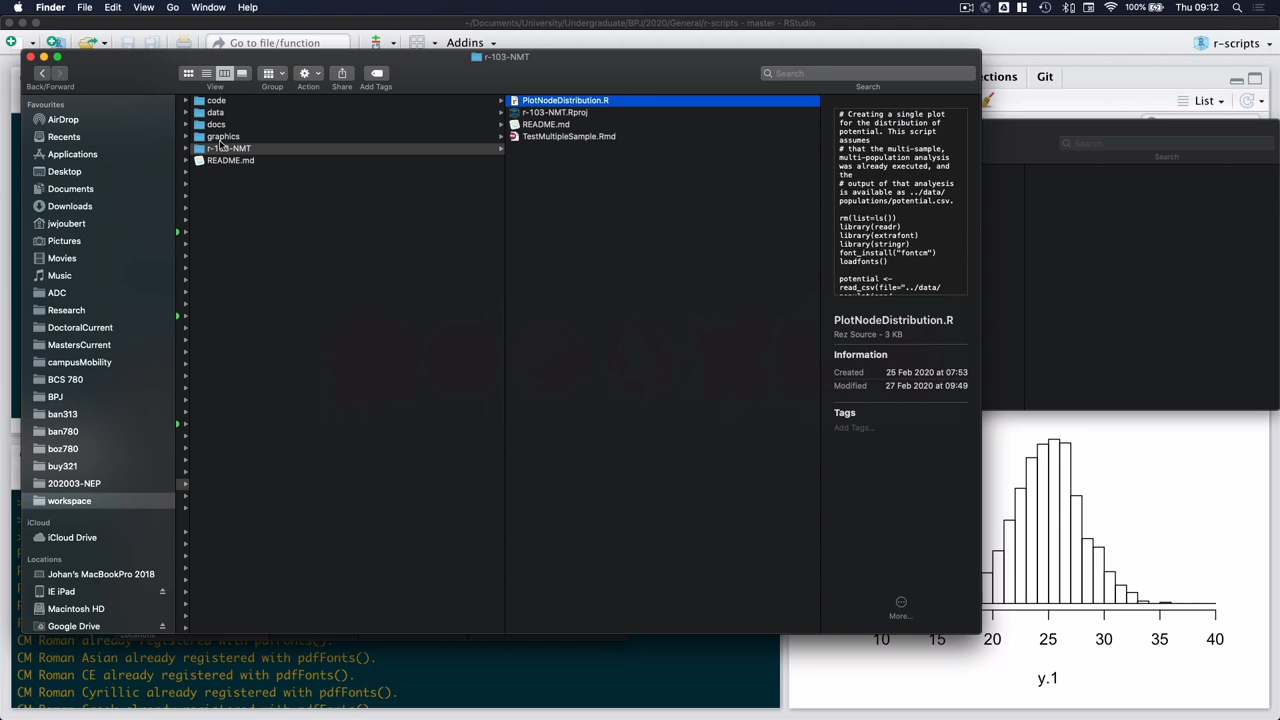 Finder File Edit View Go Window Help
100% Thu 09:12
~/Documents/University/Undergraduate/BPJ/2020/General/r-scripts - master - RStudio
Go to file/function
Addins
r-scripts
r-103-NMT
Search
Back/Forward View Group Action Share Add Tags Search
Favourites
AirDrop
Recents
Applications
Desktop
Documents
Downloads
jwjoubert
Pictures
Movies
Music
ADC
Research
DoctoralCurrent
MastersCurrent
campusMobility
BCS 780
BPJ
ban313
ban780
boz780
buy321
202003-NEP
workspace
iCloud
iCloud Drive
Locations
Johan's MacBookPro 2018
IE iPad
Macintosh HD
Google Drive
code
data
docs
graphics
r-103-NMT
README.md
PlotNodeDistribution.R
r-103-NMT.Rproj
README.md
TestMultipleSample.Rmd
# Creating a single plot
for the distribution of
potential. This script
assumes
# that the multi-sample,
multi-population analysis
was already executed, and
the
# output of that analysis
is available as ../data/
populations/potential.csv.
rm(list=ls())
library(readr)
library(extrafont)
library(stringr)
font_install("fontcm")
loadfonts()
potential <-
read_csv(file="../data/
PlotNodeDistribution.R
Rez Source - 3 KB
Information
Created 25 Feb 2020 at 07:53
Modified 27 Feb 2020 at 09:49
Tags
Add Tags...
More...
Git
List
Search
Search
10 15 20 25 30 35 40
y.1
CM Roman already registered with pdfFonts().
CM Roman Asian already registered with pdfFonts().
CM Roman CE already registered with pdfFonts().
CM Roman Cyrillic already registered with pdfFonts().